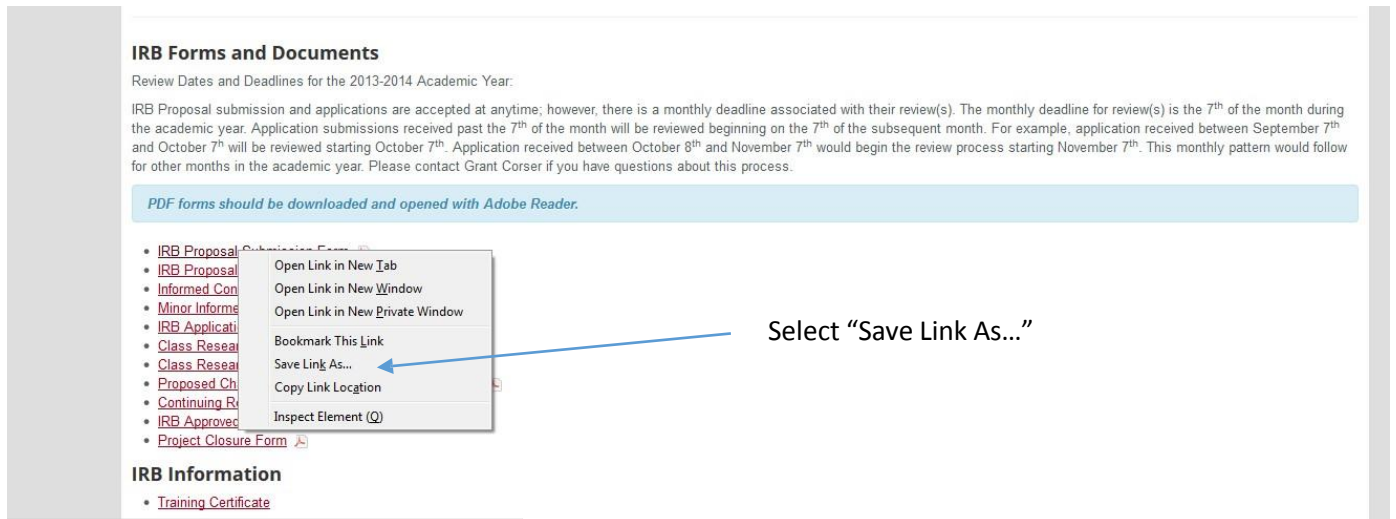 IRB Forms and Documents
Review Dates and Deadlines for the 2013-2014 Academic Year:
IRB Proposal submission and applications are accepted at anytime; however, there is a monthly deadline associated with their review(s). The monthly deadline for review(s) is the 7th of the month during
the academic year. Application submissions received past the 7th of the month will be reviewed beginning on the 7th of the subsequent month. For example, application received between September 7th
and October 7h will be reviewed starting October 7th. Application received between October 8th and November 7th would begin the review process starting November 7th. This monthly pattern would follow
for other months in the academic year. Please contact Grant Corser if you have questions about this process.
PDF forms should be downloaded and opened with Adobe Reader.
IRB Proposal Submission Form
IRB Proposal
Informed Con
Minor Informe
IRB Applicati
Class Resear
Class Resear
Proposed Ch
Continuing Re
IRB Approved
Project Closure Form
Open Link in New Tab
Open Link in New Window
Open Link in New Private Window
Bookmark This Link
Save Link As...
Copy Link Location
Inspect Element (Q)
Select “Save Link As…”
IRB Information
Training Certificate